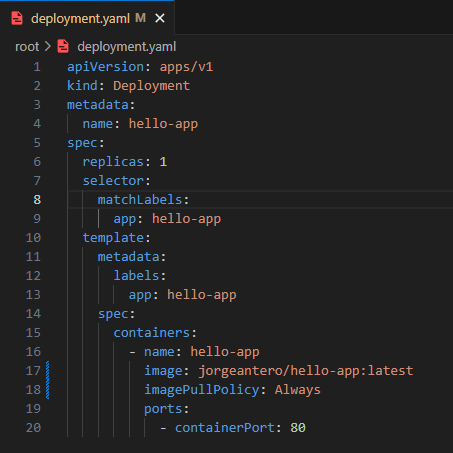 deployment.yaml M ×
root > deployment.yaml
1 apiVersion: apps/v1
2 kind: Deployment
3 metadata:
4   name: hello-app
5 spec:
6   replicas: 1
7   selector:
8     matchLabels:
9       app: hello-app
10   template:
11     metadata:
12       labels:
13         app: hello-app
14     spec:
15       containers:
16         - name: hello-app
17           image: jorgeantero/hello-app:latest
18           imagePullPolicy: Always
19           ports:
20             - containerPort: 80